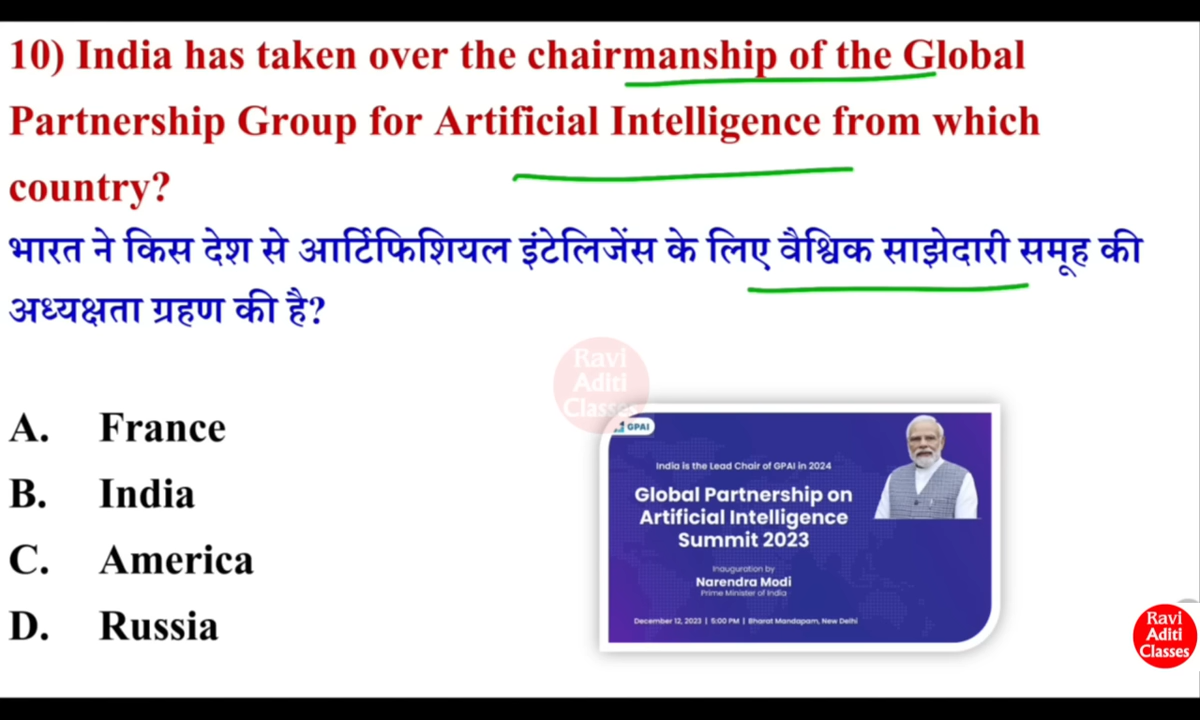 10) India has taken over the chairmanship of the Global
Partnership Group for Artificial Intelligence from which
country?
भारत ने किस देश से आर्टिफिशियल इंटेलिजेंस के लिए वैश्विक साझेदारी समूह की
अध्यक्षता ग्रहण की है?
Ravi
Aditi
Classes
A. France
B. India
C. America
D. Russia
GPAI
India is the Lead Chair of GPAI in 2024
Global Partnership on
Artificial Intelligence
Summit 2023
Inauguration by
Narendra Modi
Prime Minister of India
December 12, 2023 | 5:00 PM | Bharat Mandapam, New Delhi
Ravi
Aditi
Classes